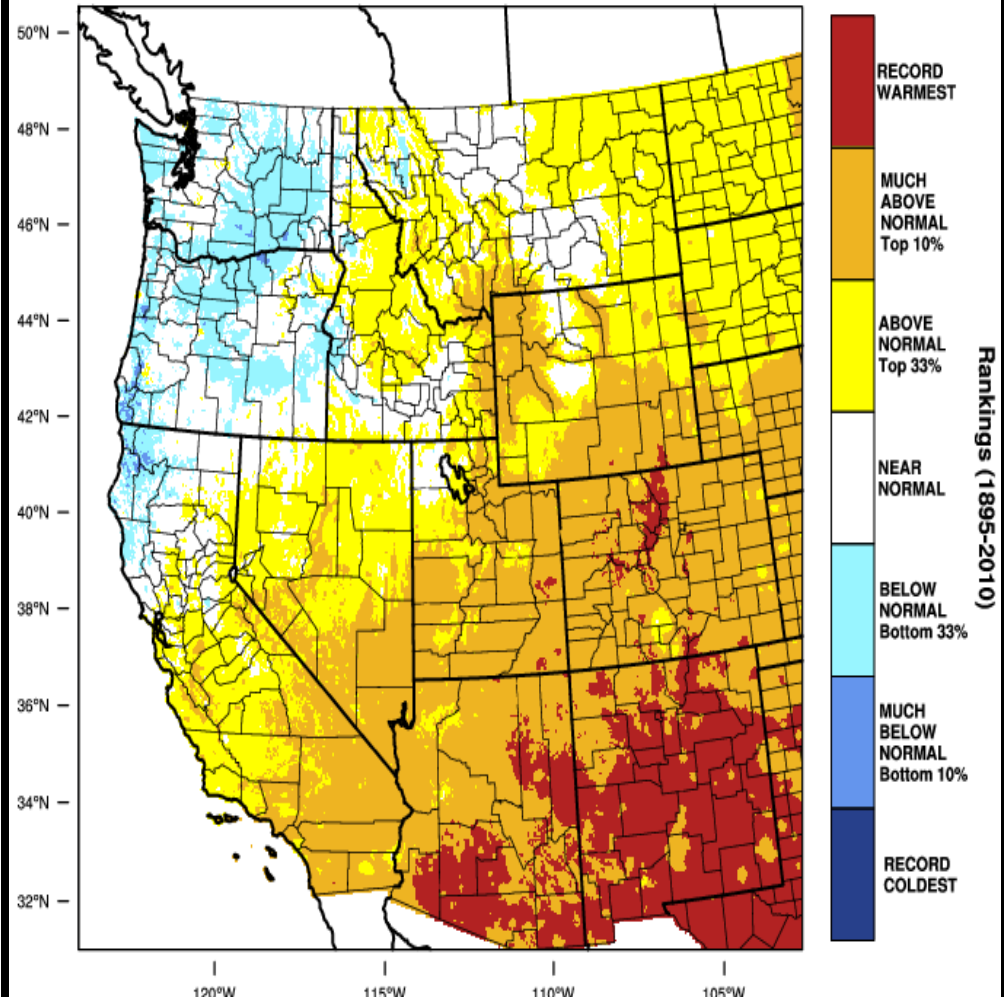 50°N
48°N
46°N
44°N
42°N
40°N
38°N
36°N
34°N
32°N
120°W
115°W
110°W
105°W
RECORD
WARMEST
MUCH
ABOVE
NORMAL
Top 10%
ABOVE
NORMAL
Top 33%
NEAR
NORMAL
BELOW
NORMAL
Bottom 33%
MUCH
BELOW
NORMAL
Bottom 10%
RECORD
COLDEST
Rankings (1895-2010)